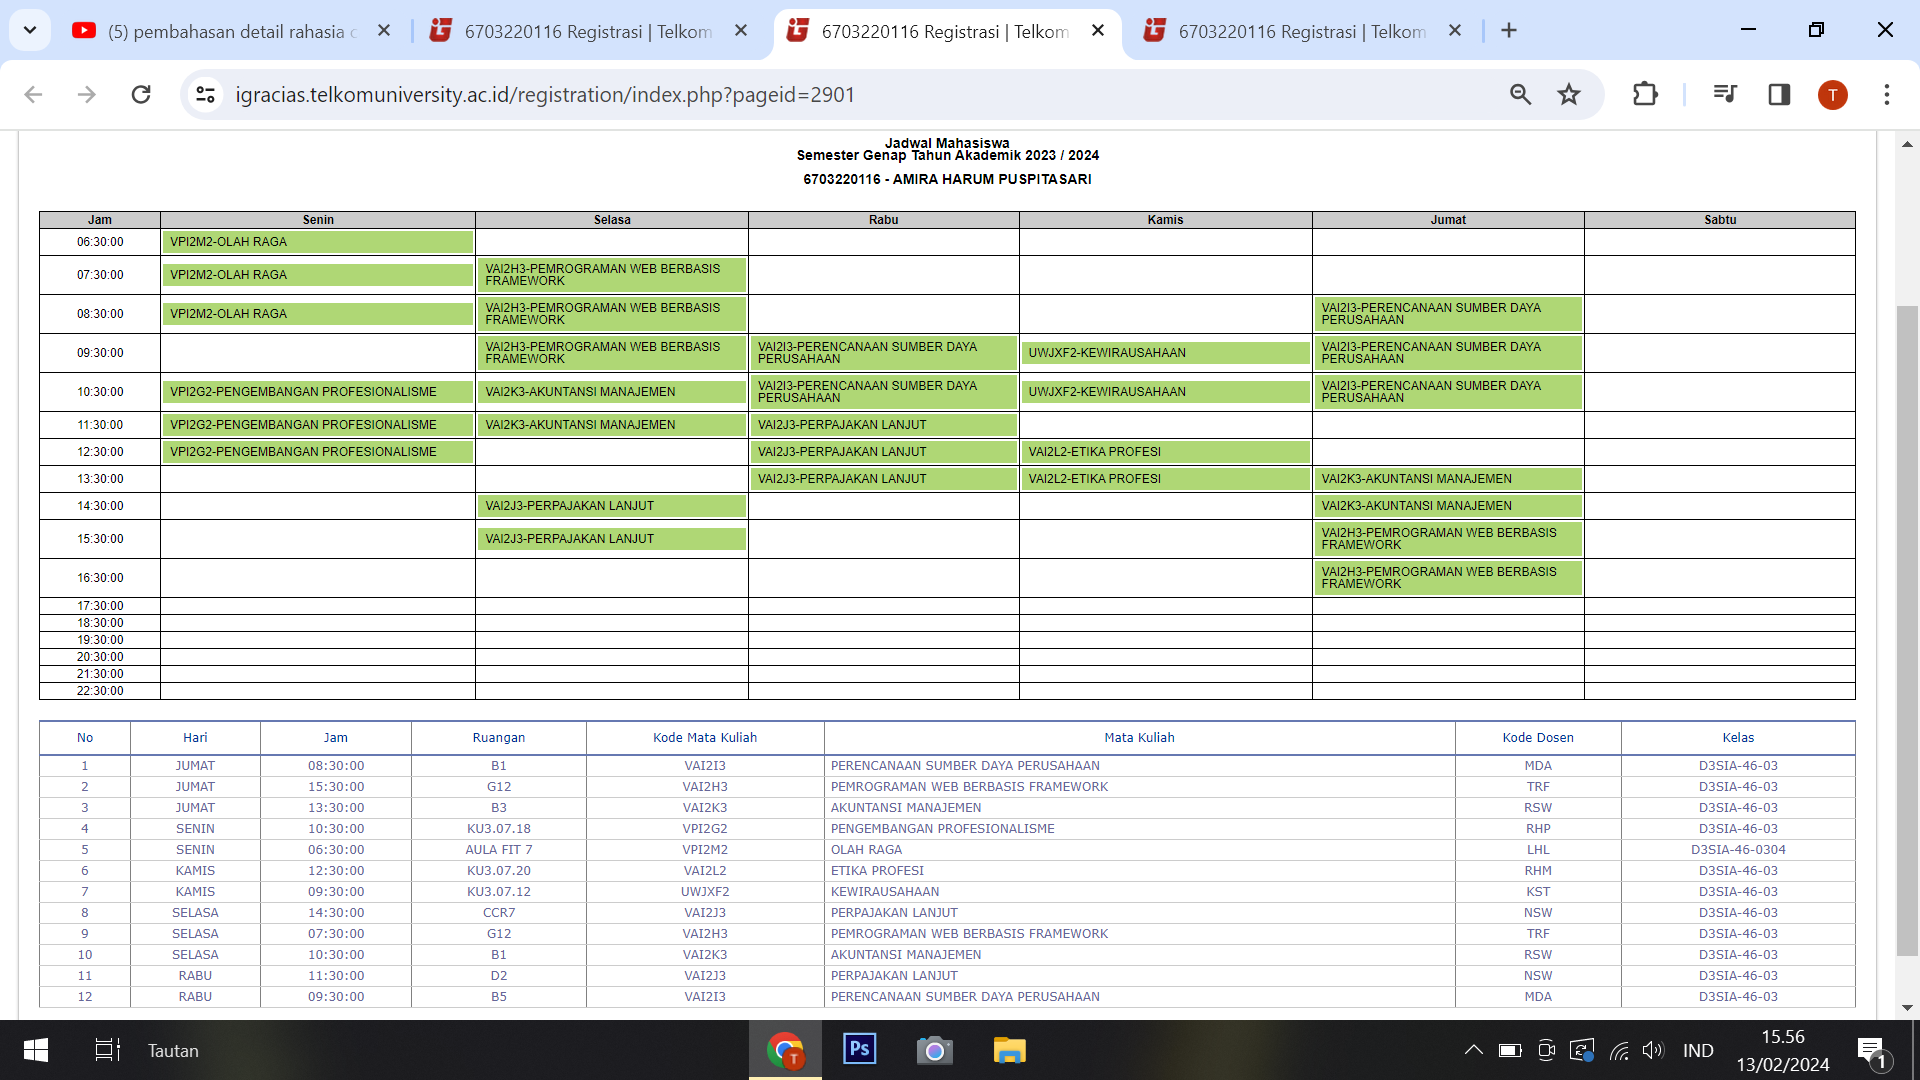 (5) pembahasan detail rahasia
6703220116 Registrasi | Telkom
6703220116 Registrasi | Telkom
6703220116 Registrasi | Telkom
igracias.telkomuniversity.ac.id/registration/index.php?pageid=2901
T
Jadwal Mahasiswa
Semester Genap Tahun Akademik 2023 / 2024
6703220116 - AMIRA HARUM PUSPITASARI
Jam Senin Selasa Rabu Kamis Jumat Sabtu
06:30:00 VPI2M2-OLAH RAGA
07:30:00 VPI2M2-OLAH RAGA VAI2H3-PEMROGRAMAN WEB BERBASIS FRAMEWORK
08:30:00 VPI2M2-OLAH RAGA VAI2H3-PEMROGRAMAN WEB BERBASIS FRAMEWORK VAI2I3-PERENCANAAN SUMBER DAYA PERUSAHAAN
09:30:00 VAI2H3-PEMROGRAMAN WEB BERBASIS FRAMEWORK VAI2I3-PERENCANAAN SUMBER DAYA PERUSAHAAN UWJXF2-KEWIRAUSAHAAN VAI2I3-PERENCANAAN SUMBER DAYA PERUSAHAAN
10:30:00 VPI2G2-PENGEMBANGAN PROFESIONALISME VAI2K3-AKUNTANSI MANAJEMEN VAI2I3-PERENCANAAN SUMBER DAYA PERUSAHAAN UWJXF2-KEWIRAUSAHAAN VAI2I3-PERENCANAAN SUMBER DAYA PERUSAHAAN
11:30:00 VPI2G2-PENGEMBANGAN PROFESIONALISME VAI2K3-AKUNTANSI MANAJEMEN VAI2J3-PERPAJAKAN LANJUT
12:30:00 VPI2G2-PENGEMBANGAN PROFESIONALISME VAI2J3-PERPAJAKAN LANJUT VAI2L2-ETIKA PROFESI
13:30:00 VAI2J3-PERPAJAKAN LANJUT VAI2L2-ETIKA PROFESI VAI2K3-AKUNTANSI MANAJEMEN
14:30:00 VAI2J3-PERPAJAKAN LANJUT VAI2K3-AKUNTANSI MANAJEMEN
15:30:00 VAI2J3-PERPAJAKAN LANJUT VAI2H3-PEMROGRAMAN WEB BERBASIS FRAMEWORK
16:30:00 VAI2H3-PEMROGRAMAN WEB BERBASIS FRAMEWORK
17:30:00
18:30:00
19:30:00
20:30:00
21:30:00
22:30:00
No Hari Jam Ruangan Kode Mata Kuliah Mata Kuliah Kode Dosen Kelas
1 JUMAT 08:30:00 B1 VAI2I3 PERENCANAAN SUMBER DAYA PERUSAHAAN MDA D3SIA-46-03
2 JUMAT 15:30:00 G12 VAI2H3 PEMROGRAMAN WEB BERBASIS FRAMEWORK TRF D3SIA-46-03
3 JUMAT 13:30:00 B3 VAI2K3 AKUNTANSI MANAJEMEN RSW D3SIA-46-03
4 SENIN 10:30:00 KU3.07.18 VPI2G2 PENGEMBANGAN PROFESIONALISME RHP D3SIA-46-03
5 SENIN 06:30:00 AULA FIT 7 VPI2M2 OLAH RAGA LHL D3SIA-46-0304
6 KAMIS 12:30:00 KU3.07.20 VAI2L2 ETIKA PROFESI RHM D3SIA-46-03
7 KAMIS 09:30:00 KU3.07.12 UWJXF2 KEWIRAUSAHAAN KST D3SIA-46-03
8 SELASA 14:30:00 CCR7 VAI2J3 PERPAJAKAN LANJUT NSW D3SIA-46-03
9 SELASA 07:30:00 G12 VAI2H3 PEMROGRAMAN WEB BERBASIS FRAMEWORK TRF D3SIA-46-03
10 SELASA 10:30:00 B1 VAI2K3 AKUNTANSI MANAJEMEN RSW D3SIA-46-03
11 RABU 11:30:00 D2 VAI2J3 PERPAJAKAN LANJUT NSW D3SIA-46-03
12 RABU 09:30:00 B5 VAI2I3 PERENCANAAN SUMBER DAYA PERUSAHAAN MDA D3SIA-46-03
Tautan
T
Ps
IND
15.56
13/02/2024
1